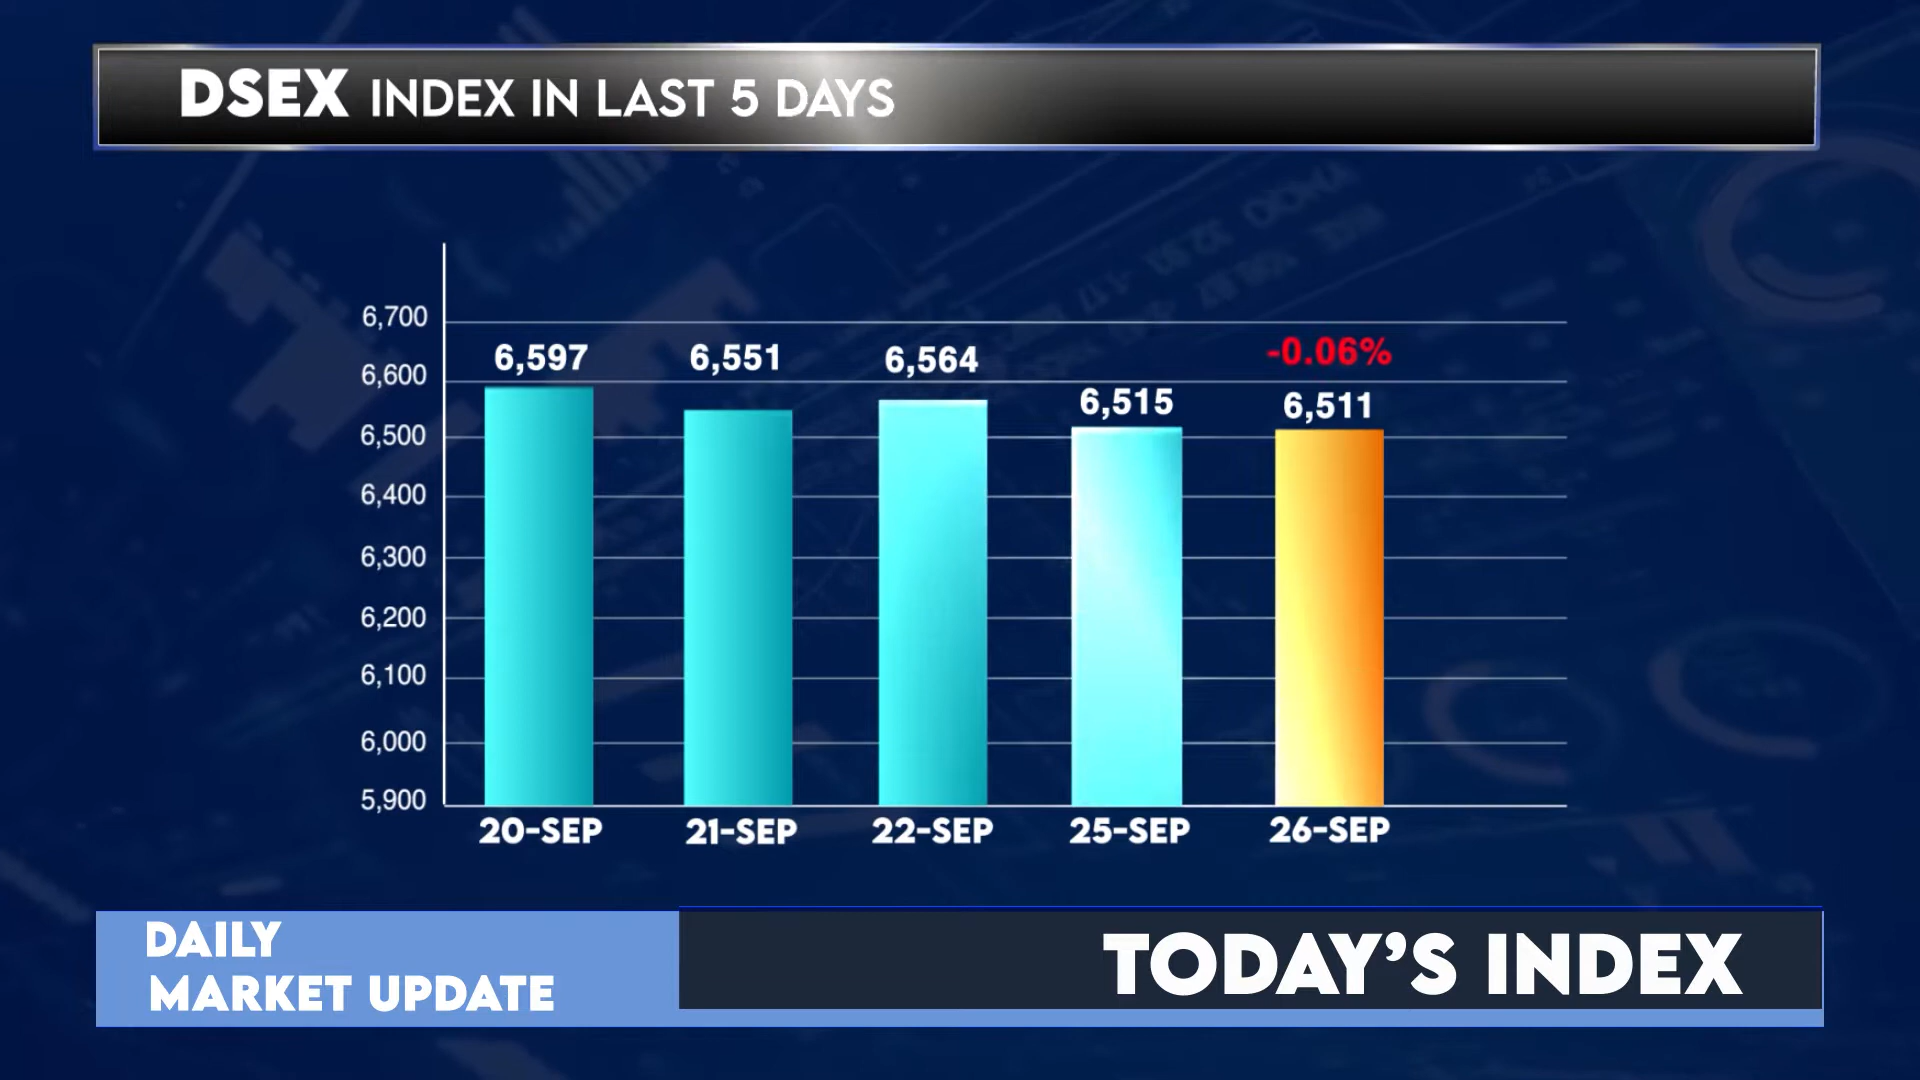 DSEX INDEX IN LAST 5 DAYS
6,700
6,600
6,500
6,400
6,300
6,200
6,100
6,000
5,900
6,597
6,551
6,564
6,515
-0.06%
6,511
20-SEP
21-SEP
22-SEP
25-SEP
26-SEP
DAILY
MARKET UPDATE
TODAY'S INDEX